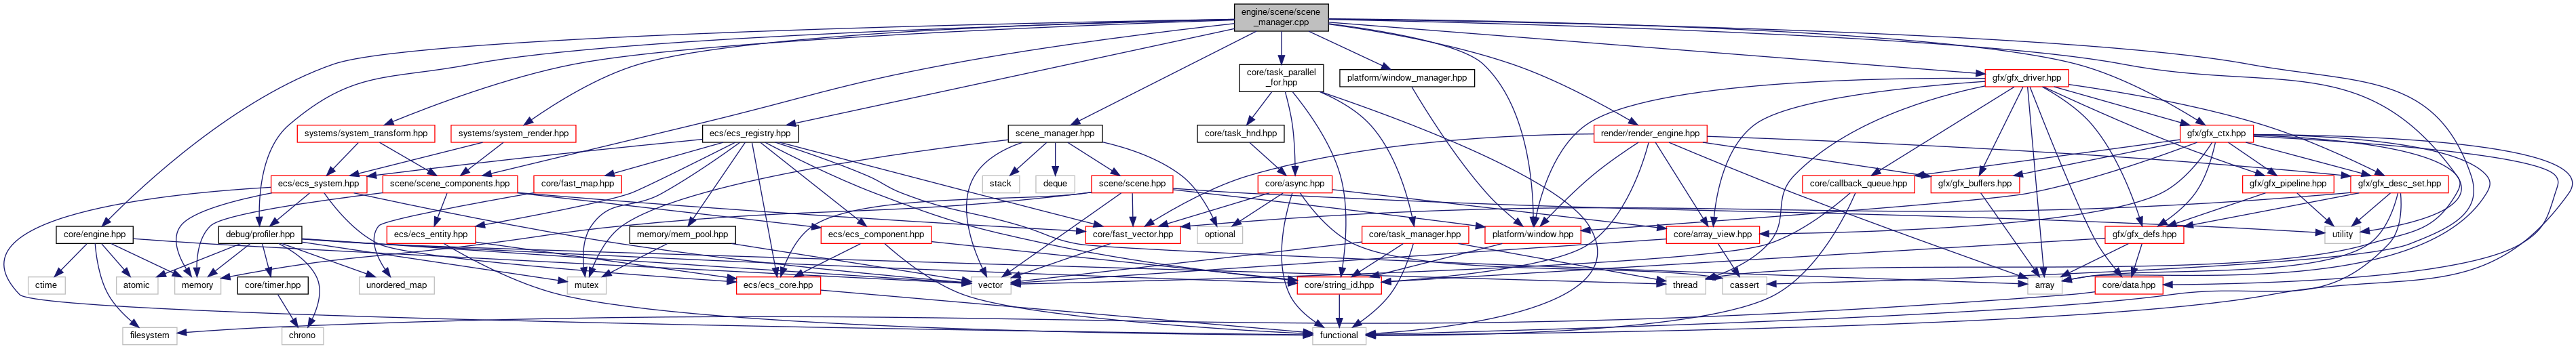 engine/scene/scene
_manager.cpp
core/task_parallel
_for.hpp
platform/window_manager.hpp
gfx/gfx_driver.hpp
systems/system_transform.hpp
systems/system_render.hpp
ecs/ecs_registry.hpp
scene_manager.hpp
core/task_hnd.hpp
render/render_engine.hpp
gfx/gfx_ctx.hpp
ecs/ecs_system.hpp
scene/scene_components.hpp
core/fast_map.hpp
stack
deque
scene/scene.hpp
core/async.hpp
core/callback_queue.hpp
gfx/gfx_buffers.hpp
gfx/gfx_pipeline.hpp
gfx/gfx_desc_set.hpp
core/engine.hpp
debug/profiler.hpp
ecs/ecs_entity.hpp
memory/mem_pool.hpp
ecs/ecs_component.hpp
core/fast_vector.hpp
optional
core/task_manager.hpp
platform/window.hpp
core/array_view.hpp
gfx/gfx_defs.hpp
utility
ctime
atomic
memory
core/timer.hpp
unordered_map
mutex
ecs/ecs_core.hpp
vector
core/string_id.hpp
thread
cassert
array
core/data.hpp
filesystem
chrono
functional